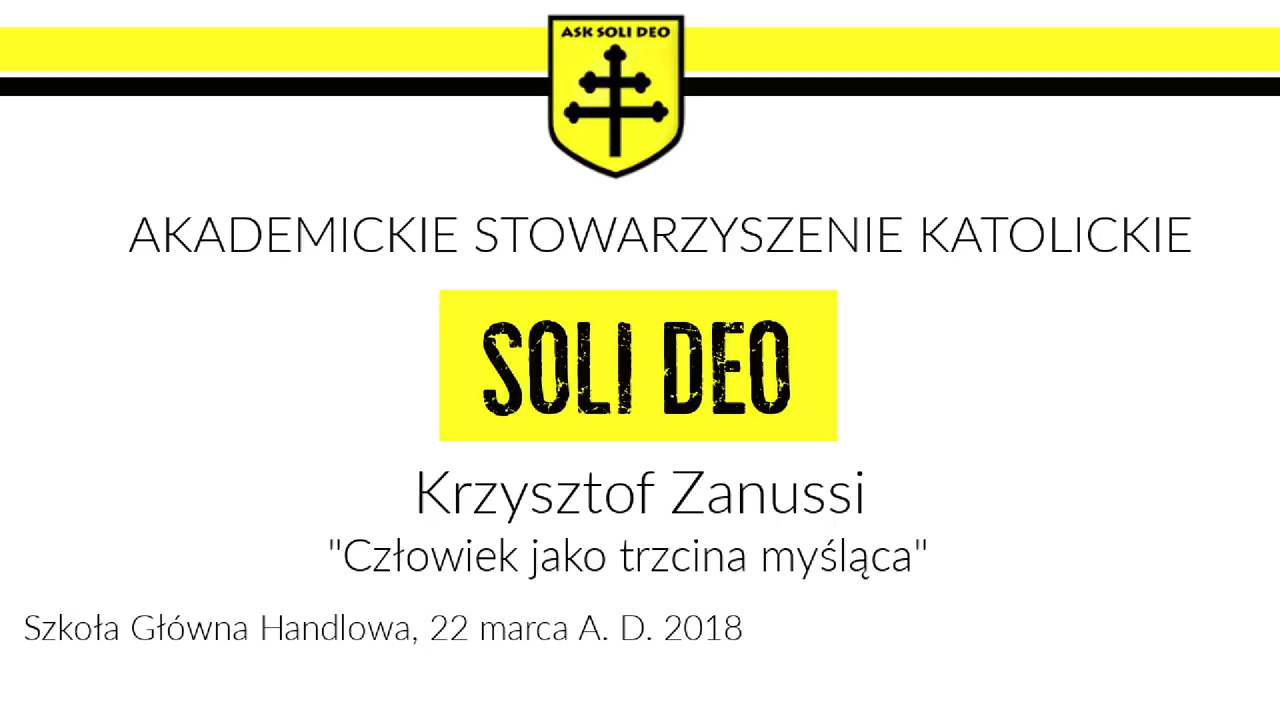 ASK SOLI DEO
AKADEMICKIE STOWARZYSZENIE KATOLICKIE
SOLI DEO
Krzysztof Zanussi
"Człowiek jako trzcina myśląca"
Szkoła Główna Handlowa, 22 marca A. D. 2018